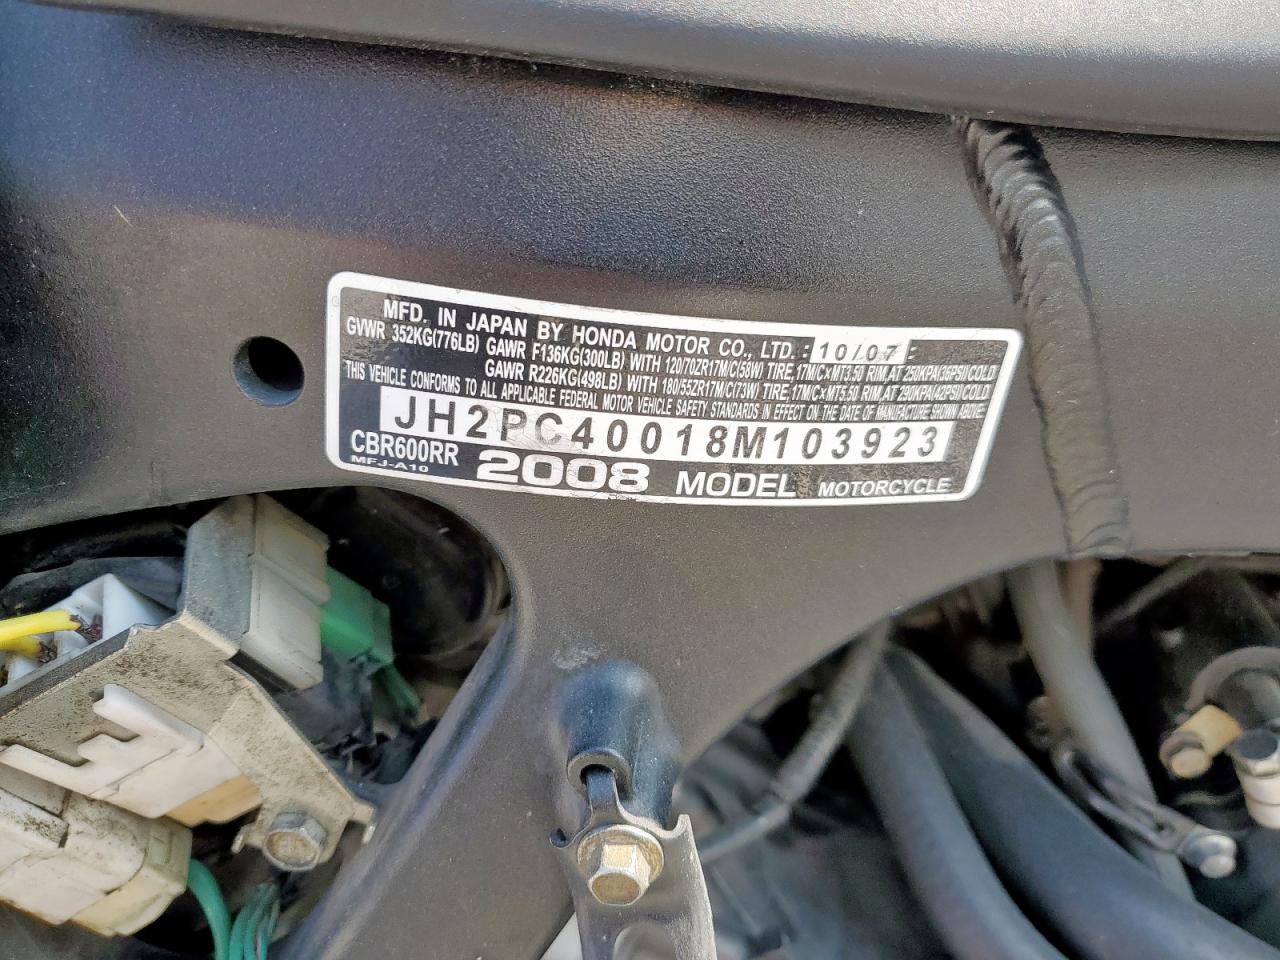 MFD. IN JAPAN BY HONDA MOTOR CO., LTD.: 10/07
GVWR 352KG(776LB) GAWR F136KG(300LB) WITH 120/70ZR17M/C(58W) TIRE,17M/C×MT3.50 RIM,AT 250KPA(36PSI)/COLD
GAWR R226KG(498LB) WITH 180/55ZR17M/C(73W) TIRE,17M/C×MT5.50 RIM,AT 290KPA(42PSI)/COLD
THIS VEHICLE CONFORMS TO ALL APPLICABLE FEDERAL MOTOR VEHICLE SAFETY STANDARDS IN EFFECT ON THE DATE OF MANUFACTURE SHOWN ABOVE.
JH2PC40018M103923
CBR600RR 2008 MODEL MOTORCYCLE
MFJ-A10